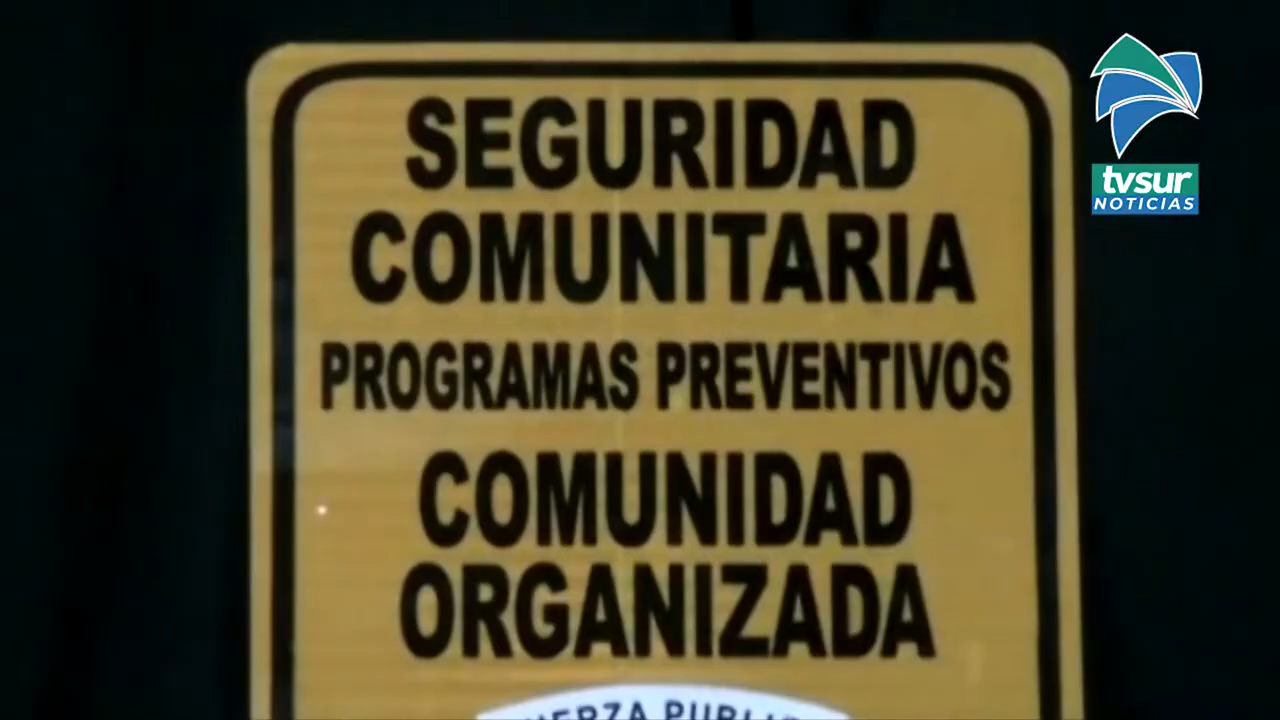 SEGURIDAD
COMUNITARIA
PROGRAMAS PREVENTIVOS
COMUNIDAD
ORGANIZADA
tvsur
NOTICIAS